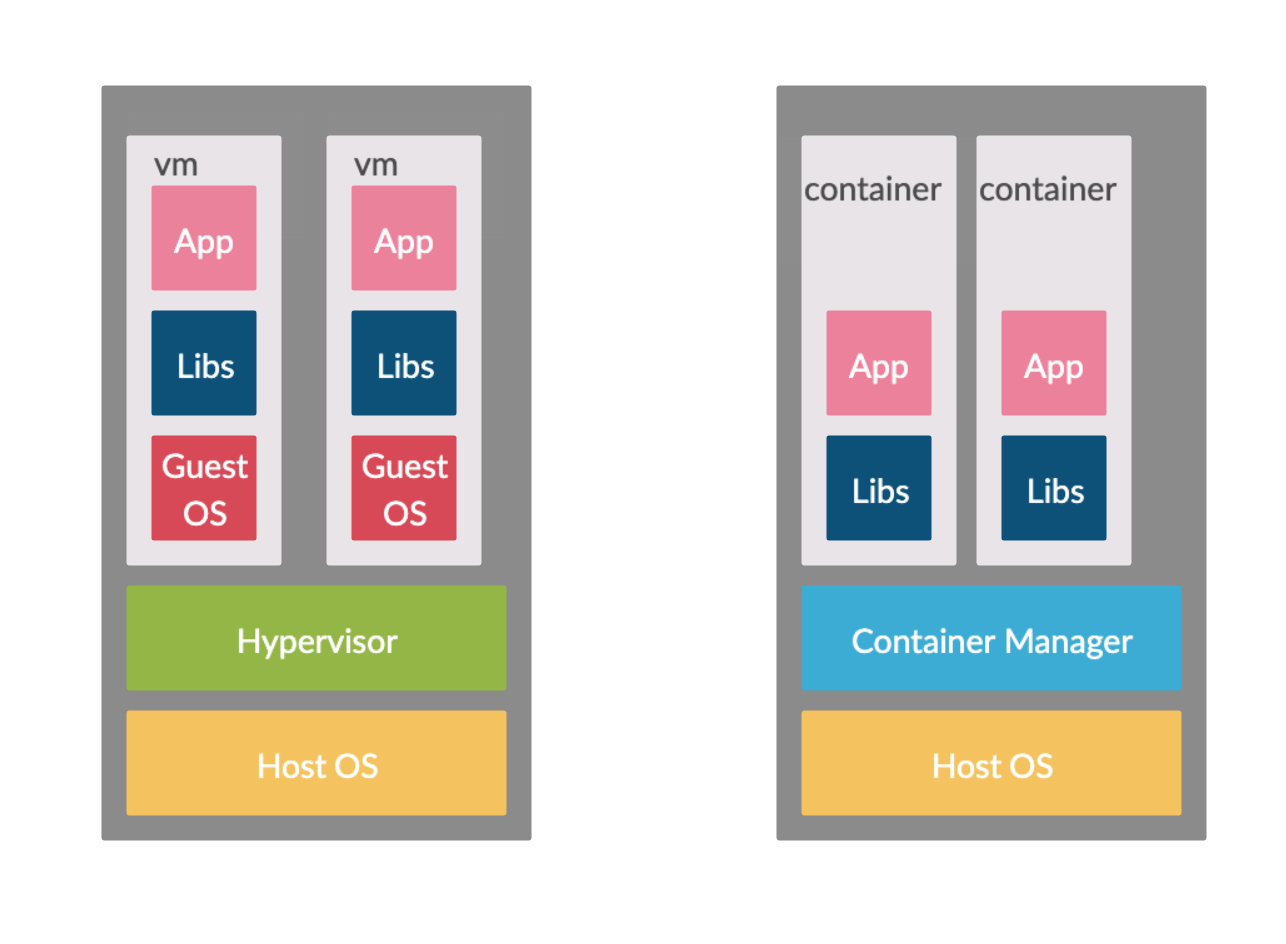 vm
App
Libs
Guest
OS
vm
App
Libs
Guest
OS
Hypervisor
Host OS
container
App
Libs
container
App
Libs
Container Manager
Host OS